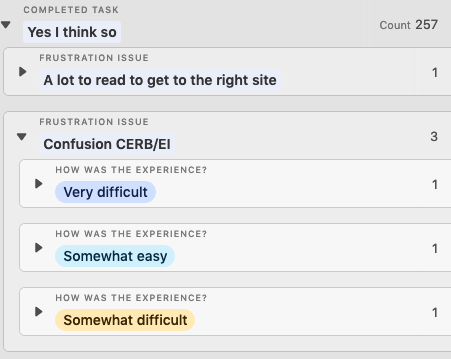 COMPLETED TASK
Yes I think so
Count 257
FRUSTRATION ISSUE
A lot to read to get to the right site
1
FRUSTRATION ISSUE
Confusion CERB/EI
3
HOW WAS THE EXPERIENCE?
Very difficult
1
HOW WAS THE EXPERIENCE?
Somewhat easy
1
HOW WAS THE EXPERIENCE?
Somewhat difficult
1